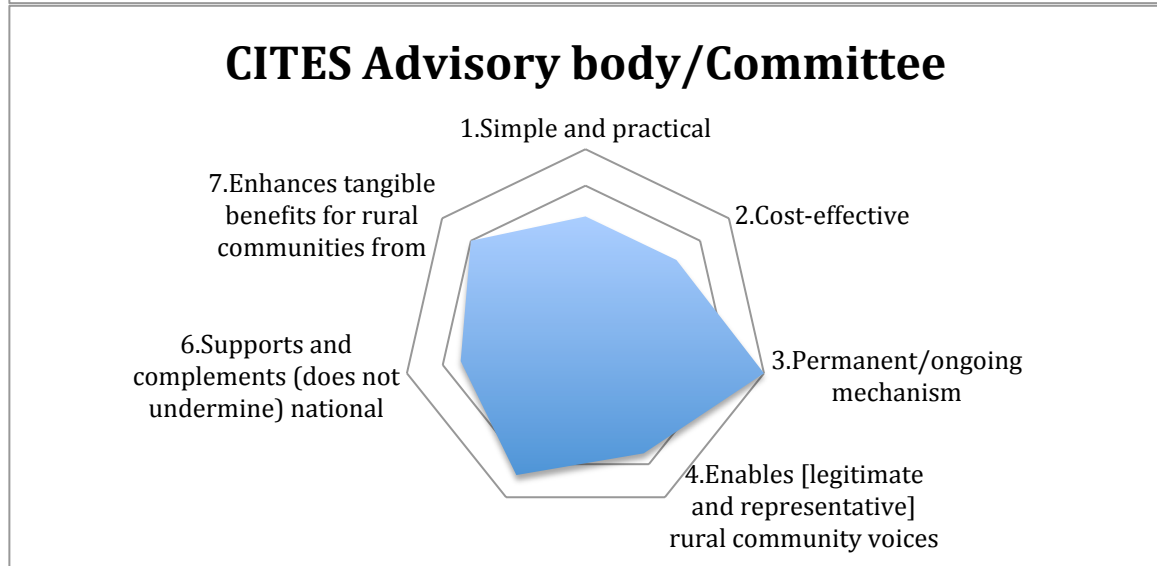 CITES Advisory body/Committee
1.Simple and practical
2.Cost-effective
3.Permanent/ongoing
mechanism
4.Enables [legitimate
and representative]
rural community voices
6.Supports and
complements (does not
undermine) national
7.Enhances tangible
benefits for rural
communities from